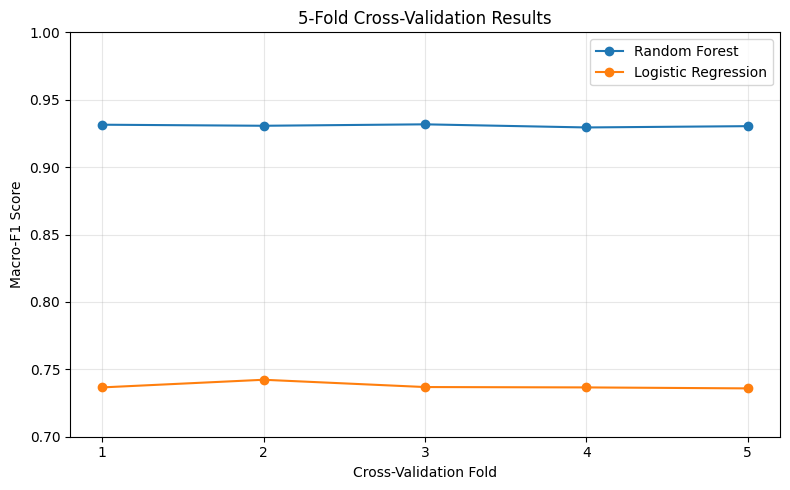 5-Fold Cross-Validation Results
Macro-F1 Score
1.00
0.95
0.90
0.85
0.80
0.75
0.70
Random Forest
Logistic Regression
1 2 3 4 5
Cross-Validation Fold